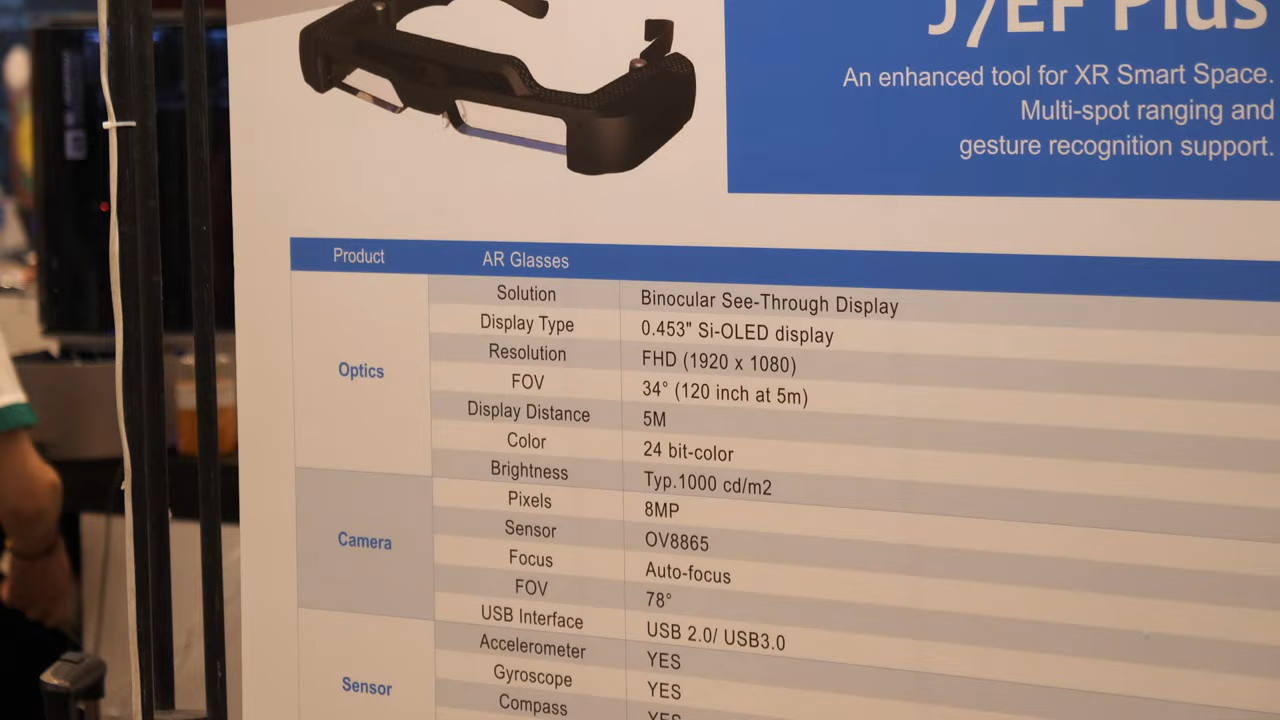 J7EF Plus
An enhanced tool for XR Smart Space.
Multi-spot ranging and
gesture recognition support.
Product AR Glasses
Optics
Solution Binocular See-Through Display
Display Type 0.453" Si-OLED display
Resolution FHD (1920 x 1080)
FOV 34° (120 inch at 5m)
Display Distance 5M
Color 24 bit-color
Brightness Typ.1000 cd/m2
Camera
Pixels 8MP
Sensor OV8865
Focus Auto-focus
FOV 78°
USB Interface USB 2.0/ USB3.0
Sensor
Accelerometer YES
Gyroscope YES
Compass YES